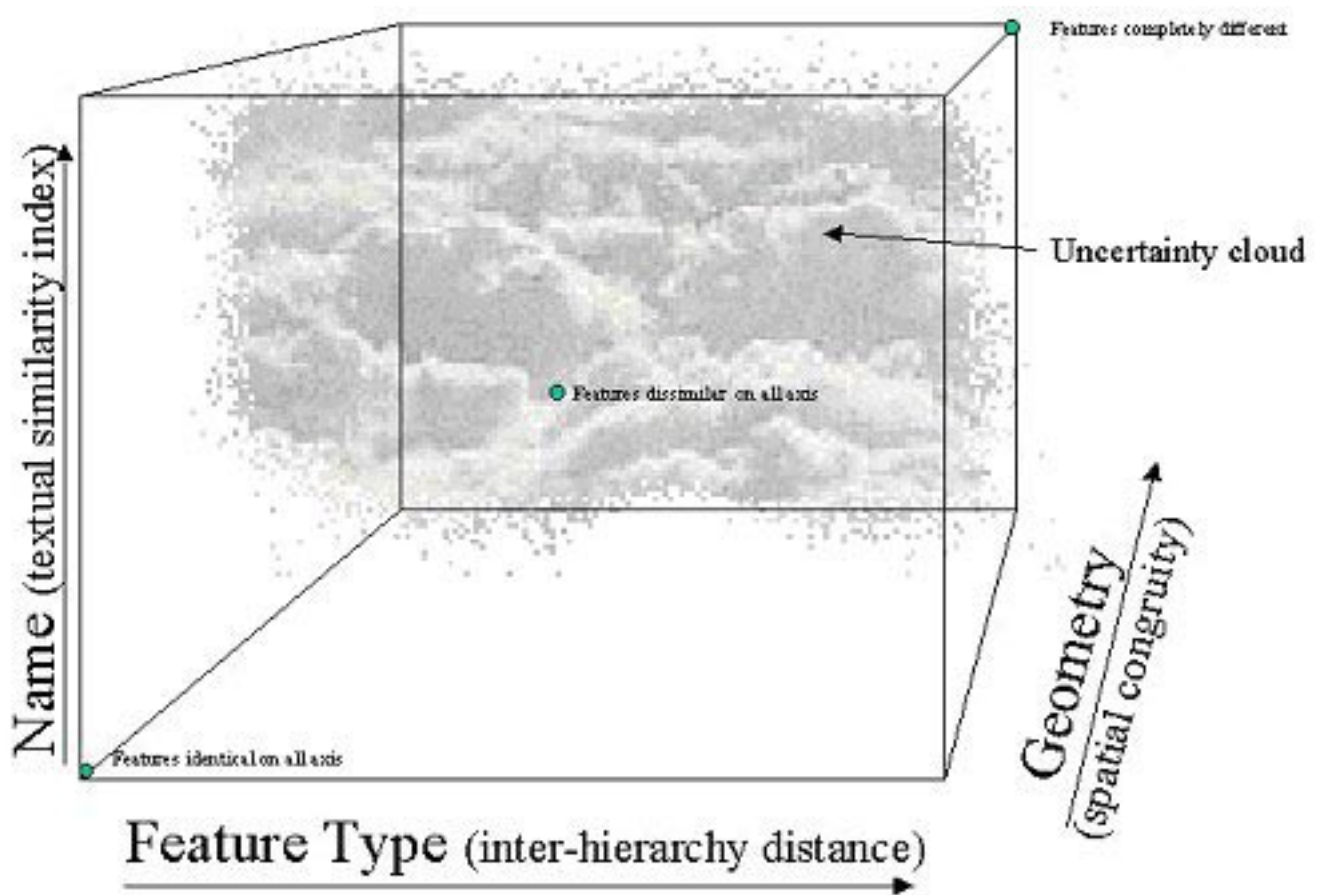 Features completely different
Name (textual similarity index)
Uncertainty cloud
Features dissimilar on all axis
Geometry
(spatial congruity)
Features identical on all axis
Feature Type (inter-hierarchy distance)